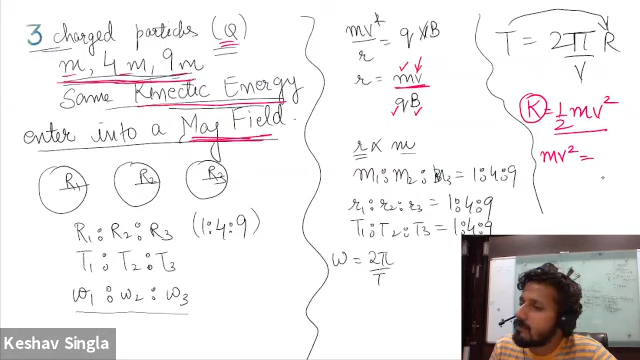 3 charged particles (Q)
m, 4m, 9m
Same Kinectic Energy
enter into a Mag Field.
R₁ R₂ R₃
R₁ : R₂ : R₃ (1:4:9)
T₁ : T₂ : T₃
ω₁ : ω₂ : ω₃
mv²/r = qvB
r = mv/qB
r ∝ m
m₁ : m₂ : m₃ = 1:4:9
r₁ : r₂ : r₃ = 1:4:9
T₁ : T₂ : T₃ = 1:4:9
ω = 2π/T
T = 2π/V R
K = 1/2 mv²
mv² =
Keshav Singla